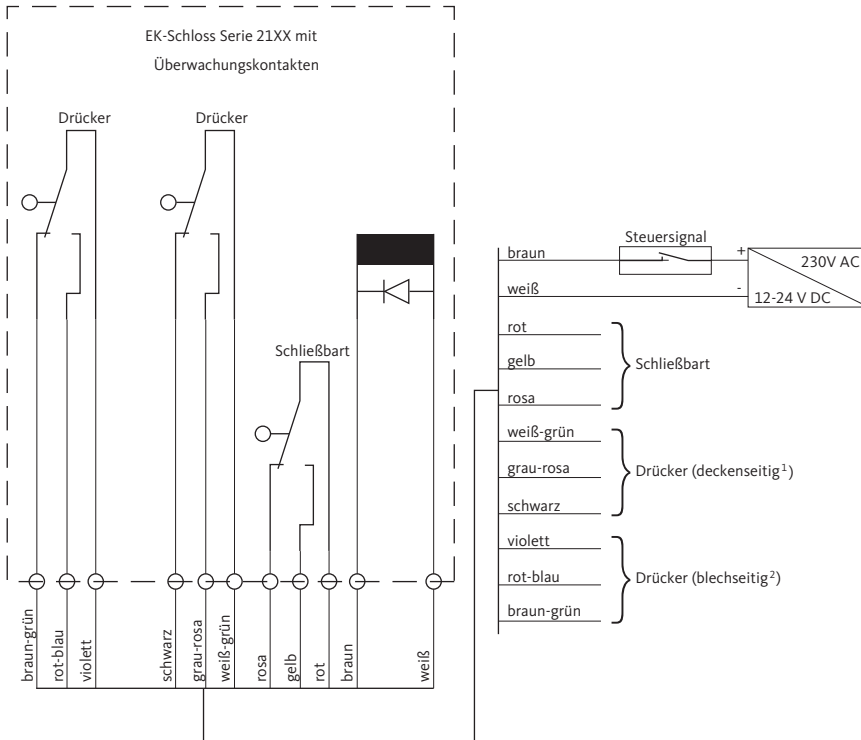 EK-Schloss Serie 21XX mit
Überwachungskontakten
Drücker
Drücker
Schließbart
braun-grün
rot-blau
violett
schwarz
grau-rosa
weiß-grün
rosa
gelb
rot
braun
weiß
braun
Steuersignal
+
230V AC
weiß
-
12-24 V DC
rot
gelb
Schließbart
rosa
weiß-grün
grau-rosa
Drücker (deckenseitig¹)
schwarz
violett
rot-blau
Drücker (blechseitig²)
braun-grün